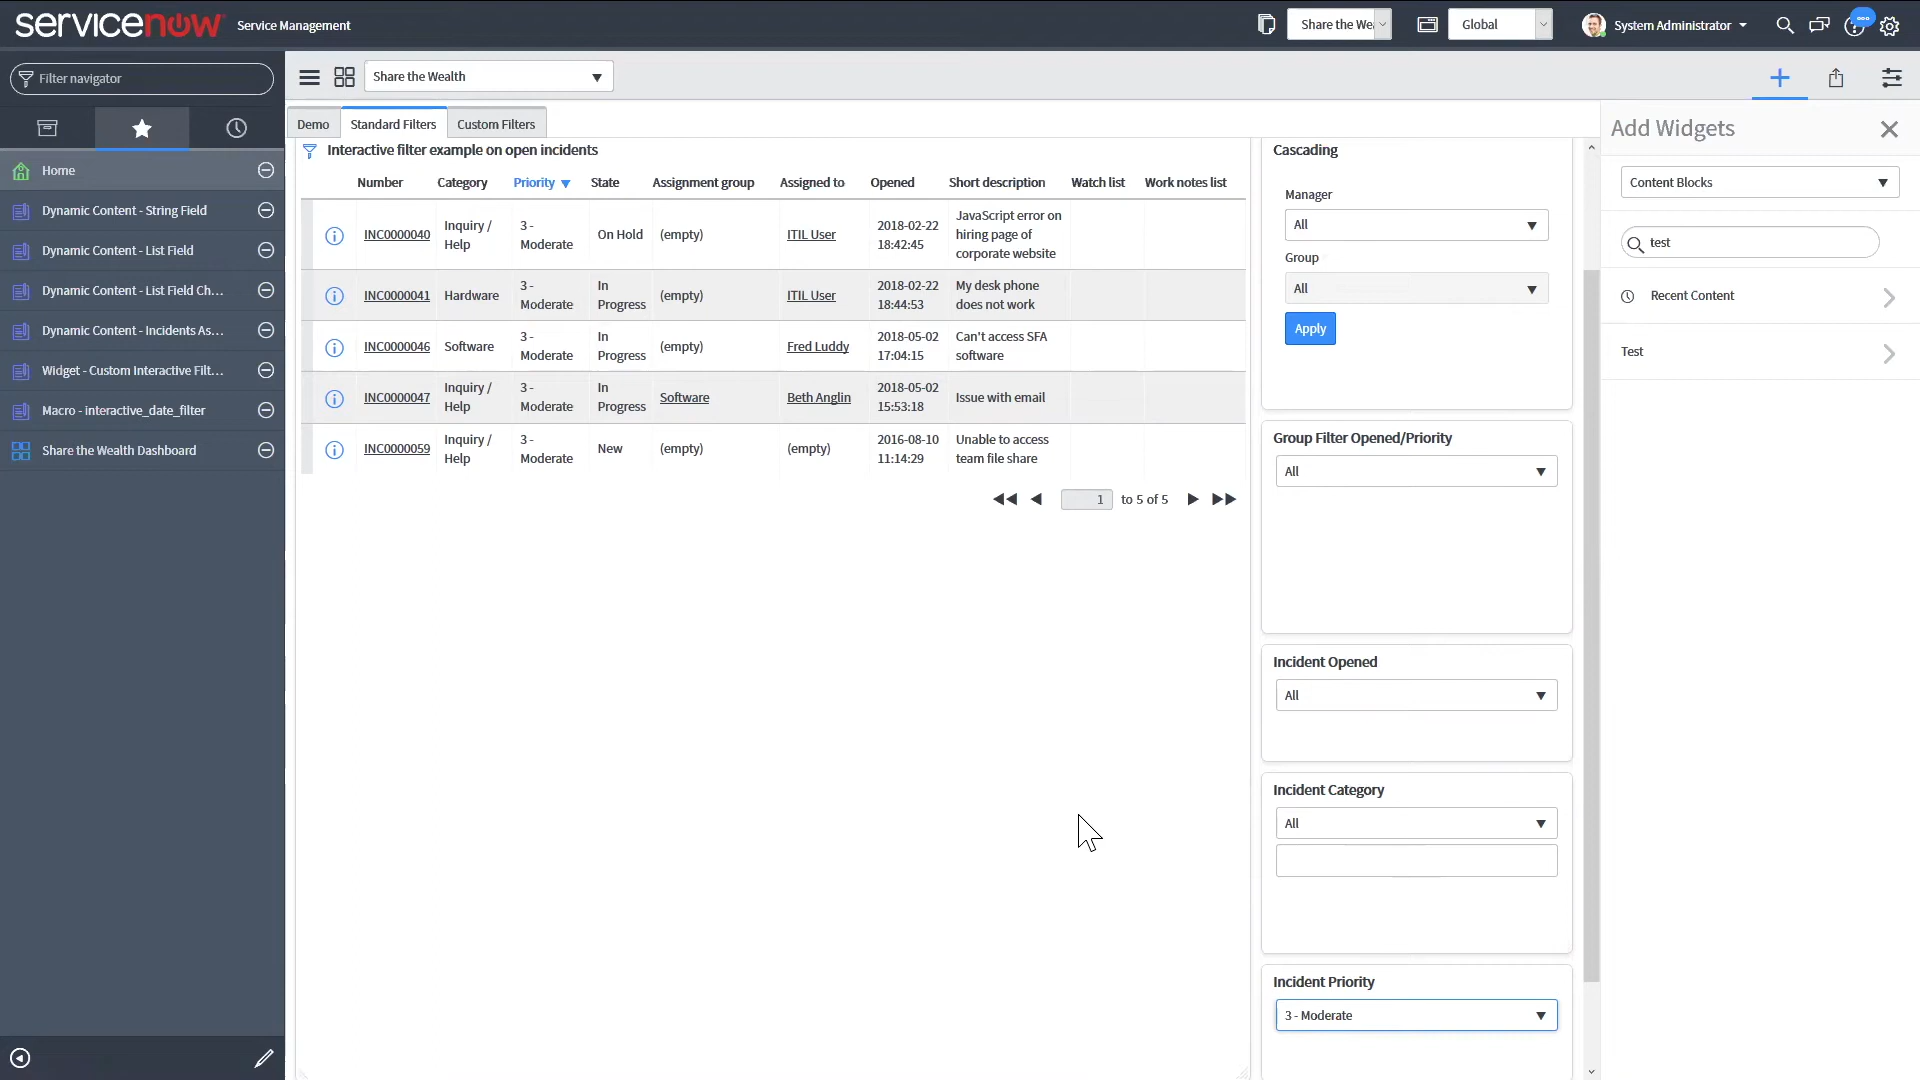 servicenow Service Management
Share the Wea
Global
System Administrator
Filter navigator
Home
Dynamic Content - String Field
Dynamic Content - List Field
Dynamic Content - List Field Ch...
Dynamic Content - Incidents As...
Widget - Custom Interactive Filt...
Macro - interactive_date_filter
Share the Wealth Dashboard
Share the Wealth
Demo Standard Filters Custom Filters
Interactive filter example on open incidents
Number Category Priority State Assignment group Assigned to Opened Short description Watch list Work notes list
INC0000040 Inquiry / Help 3 - Moderate On Hold (empty) ITIL User 2018-02-22 18:42:45 JavaScript error on hiring page of corporate website
INC0000041 Hardware 3 - Moderate In Progress (empty) ITIL User 2018-02-22 18:44:53 My desk phone does not work
INC0000046 Software 3 - Moderate In Progress (empty) Fred Luddy 2018-05-02 17:04:15 Can't access SFA software
INC0000047 Inquiry / Help 3 - Moderate In Progress Software Beth Anglin 2018-05-02 15:53:18 Issue with email
INC0000059 Inquiry / Help 3 - Moderate New (empty) (empty) 2016-08-10 11:14:29 Unable to access team file share
1 to 5 of 5
Cascading
Manager
All
Group
All
Apply
Group Filter Opened/Priority
All
Incident Opened
All
Incident Category
All
Incident Priority
3 - Moderate
Add Widgets
Content Blocks
test
Recent Content
Test